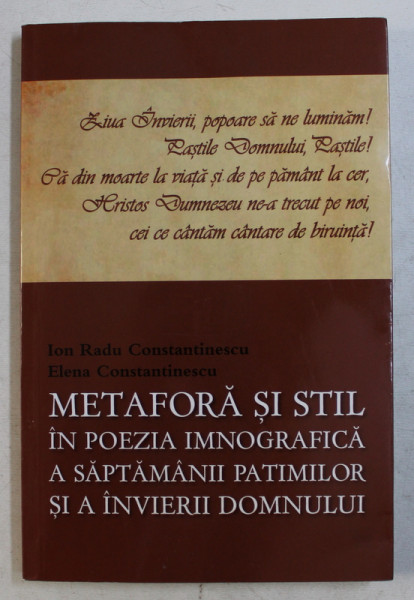 Ziua Învierii, popoare să ne luminăm!
Paștile Domnului, Paștile!
Că din moarte la viață și de pe pământ la cer,
Hristos Dumnezeu ne-a trecut pe noi,
cei ce cântăm cântare de biruință!
Ion Radu Constantinescu
Elena Constantinescu
METAFORĂ ȘI STIL
ÎN POEZIA IMNOGRAFICĂ
A SĂPTĂMÂNII PATIMILOR
ȘI A ÎNVIERII DOMNULUI